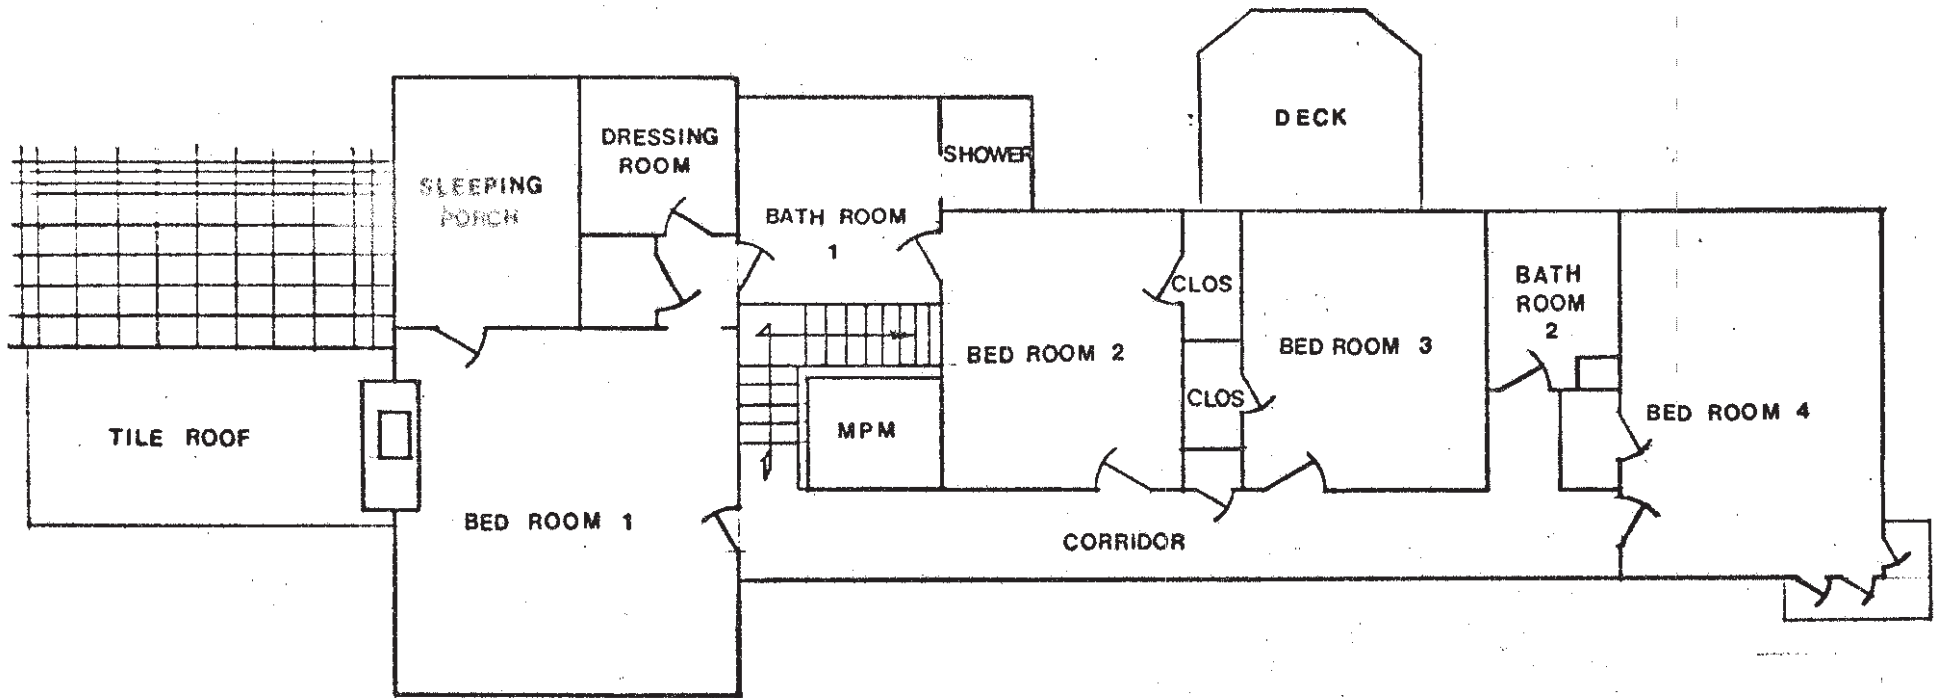 DECK
DRESSING
ROOM
SHOWER
SLEEPING
PORCH
BATH ROOM
1
CLOS
BATH
ROOM
2
BED ROOM 2
BED ROOM 3
CLOS
BED ROOM 4
TILE ROOF
MPM
BED ROOM 1
CORRIDOR